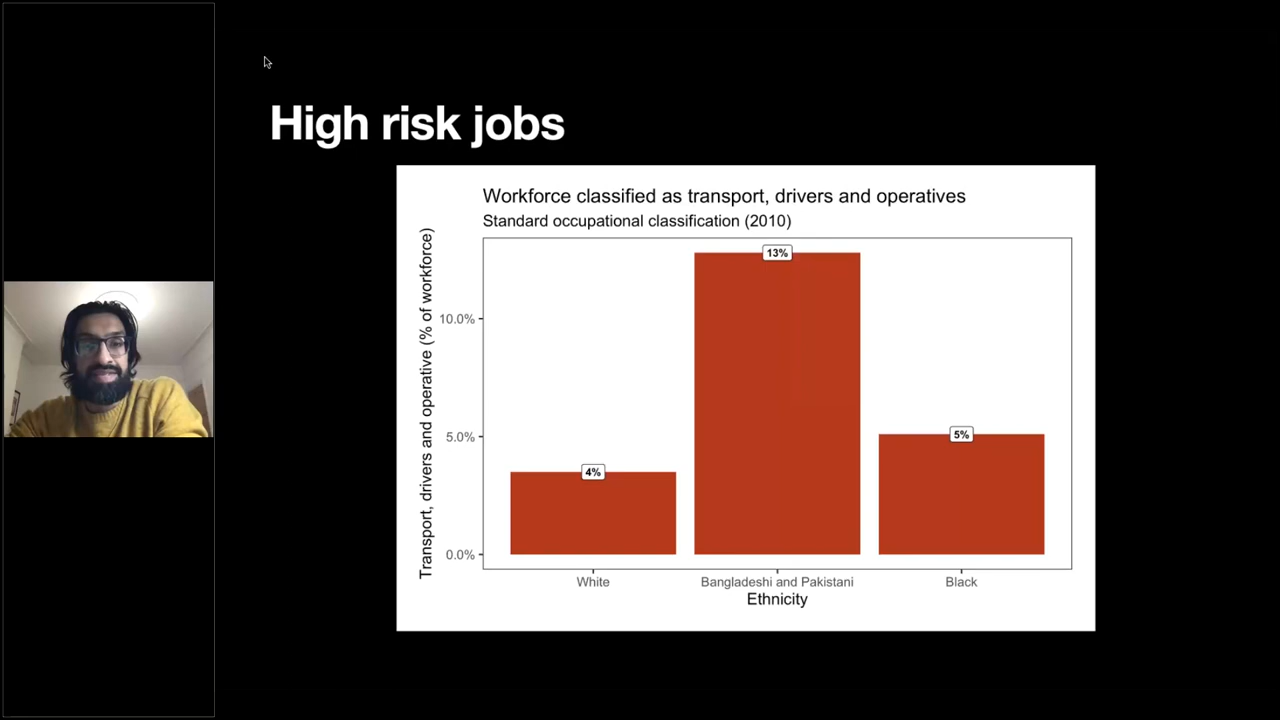 High risk jobs
Workforce classified as transport, drivers and operatives
Standard occupational classification (2010)
Transport, drivers and operative (% of workforce)
10.0%
5.0%
0.0%
4%
13%
5%
White
Bangladeshi and Pakistani
Black
Ethnicity